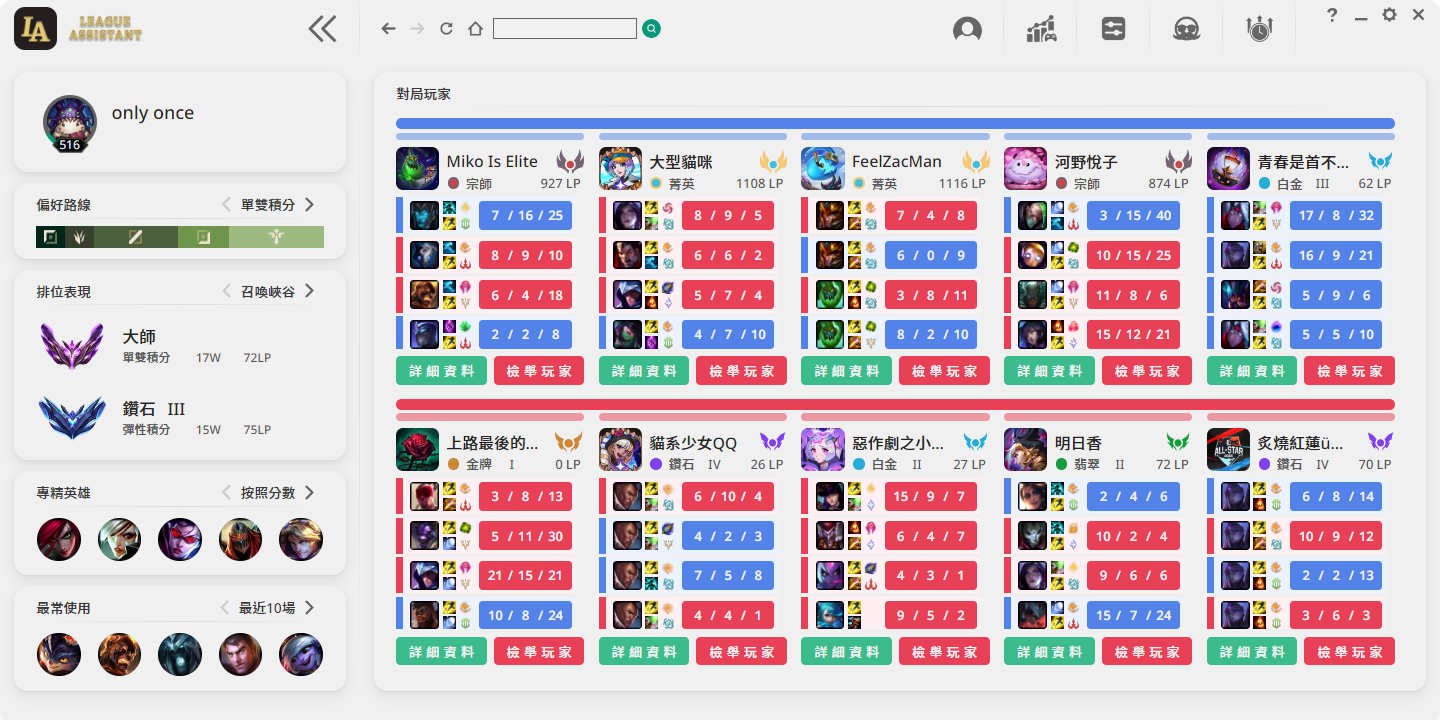 LA
LEAGUE
ASSISTANT
?
only once
516
偏好路線
單雙積分
排位表現
召喚峽谷
大師
單雙積分 17W 72LP
鑽石 III
彈性積分 15W 75LP
專精英雄
按照分數
最常使用
最近10場
對局玩家
Miko Is Elite
宗師 927 LP
7 / 16 / 25
8 / 9 / 10
6 / 4 / 18
2 / 2 / 8
詳細資料 檢舉玩家
大型貓咪
菁英 1108 LP
8 / 9 / 5
6 / 6 / 2
5 / 7 / 4
4 / 7 / 10
詳細資料 檢舉玩家
FeelZacMan
菁英 1116 LP
7 / 4 / 8
6 / 0 / 9
3 / 8 / 11
8 / 2 / 10
詳細資料 檢舉玩家
河野悅子
宗師 874 LP
3 / 15 / 40
10 / 15 / 25
11 / 8 / 6
15 / 12 / 21
詳細資料 檢舉玩家
青春是首不...
白金 III 62 LP
17 / 8 / 32
16 / 9 / 21
5 / 9 / 6
5 / 5 / 10
詳細資料 檢舉玩家
上路最後的...
金牌 I 0 LP
3 / 8 / 13
5 / 11 / 30
21 / 15 / 21
10 / 8 / 24
詳細資料 檢舉玩家
貓系少女QQ
鑽石 IV 26 LP
6 / 10 / 4
4 / 2 / 3
7 / 5 / 8
4 / 4 / 1
詳細資料 檢舉玩家
惡作劇之小...
白金 II 27 LP
15 / 9 / 7
6 / 4 / 7
4 / 3 / 1
9 / 5 / 2
詳細資料 檢舉玩家
明日香
翡翠 II 72 LP
2 / 4 / 6
10 / 2 / 4
9 / 6 / 6
15 / 7 / 24
詳細資料 檢舉玩家
ALL-STAR
炙燒紅蓮ü...
鑽石 IV 70 LP
6 / 8 / 14
10 / 9 / 12
2 / 2 / 13
3 / 6 / 3
詳細資料 檢舉玩家